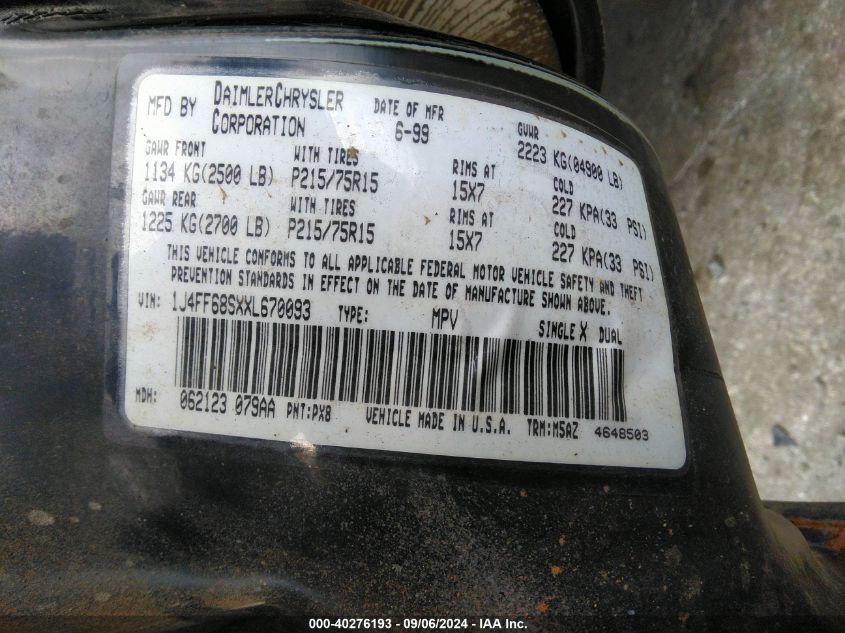 MFD BY DAIMLERCHRYSLER CORPORATION DATE OF MFR 6-99 GVWR 2223 KG(04900 LB)
GAWR FRONT WITH TIRES RIMS AT COLD
1134 KG(2500 LB) P215/75R15 15X7 227 KPA(33 PSI)
GAWR REAR WITH TIRES RIMS AT COLD
1225 KG(2700 LB) P215/75R15 15X7 227 KPA(33 PSI)
THIS VEHICLE CONFORMS TO ALL APPLICABLE FEDERAL MOTOR VEHICLE SAFETY AND THEFT
PREVENTION STANDARDS IN EFFECT ON THE DATE OF MANUFACTURE SHOWN ABOVE.
VIN: 1J4FF68SXXL670093 TYPE: MPV SINGLE X DUAL
MDH: 062123 079AA PNT:PX8 VEHICLE MADE IN U.S.A. TRM:M5AZ 4648503
000-40276193 - 09/06/2024 - IAA Inc.